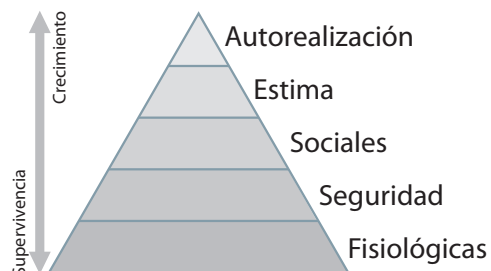 Crecimiento
Autorealización
Estima
Sociales
Seguridad
Supervivencia
Fisiológicas